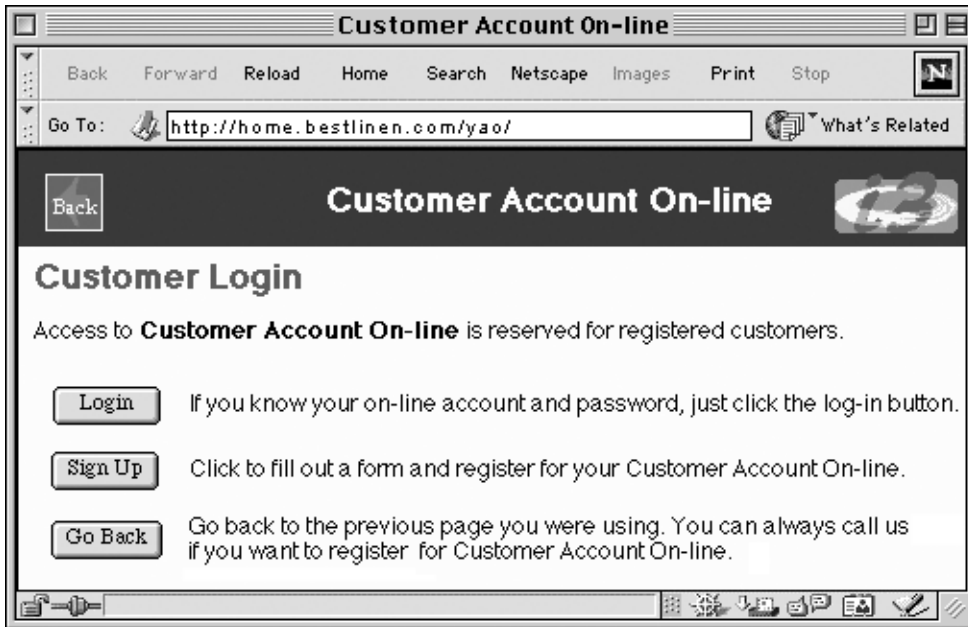 Customer Account On-line
Back Forward Reload Home Search Netscape Images Print Stop N
Go To: http://home.bestlinen.com/yao/ What's Related
Back Customer Account On-line i3
Customer Login
Access to Customer Account On-line is reserved for registered customers.
Login If you know your on-line account and password, just click the log-in button.
Sign Up Click to fill out a form and register for your Customer Account On-line.
Go Back Go back to the previous page you were using. You can always call us
if you want to register for Customer Account On-line.